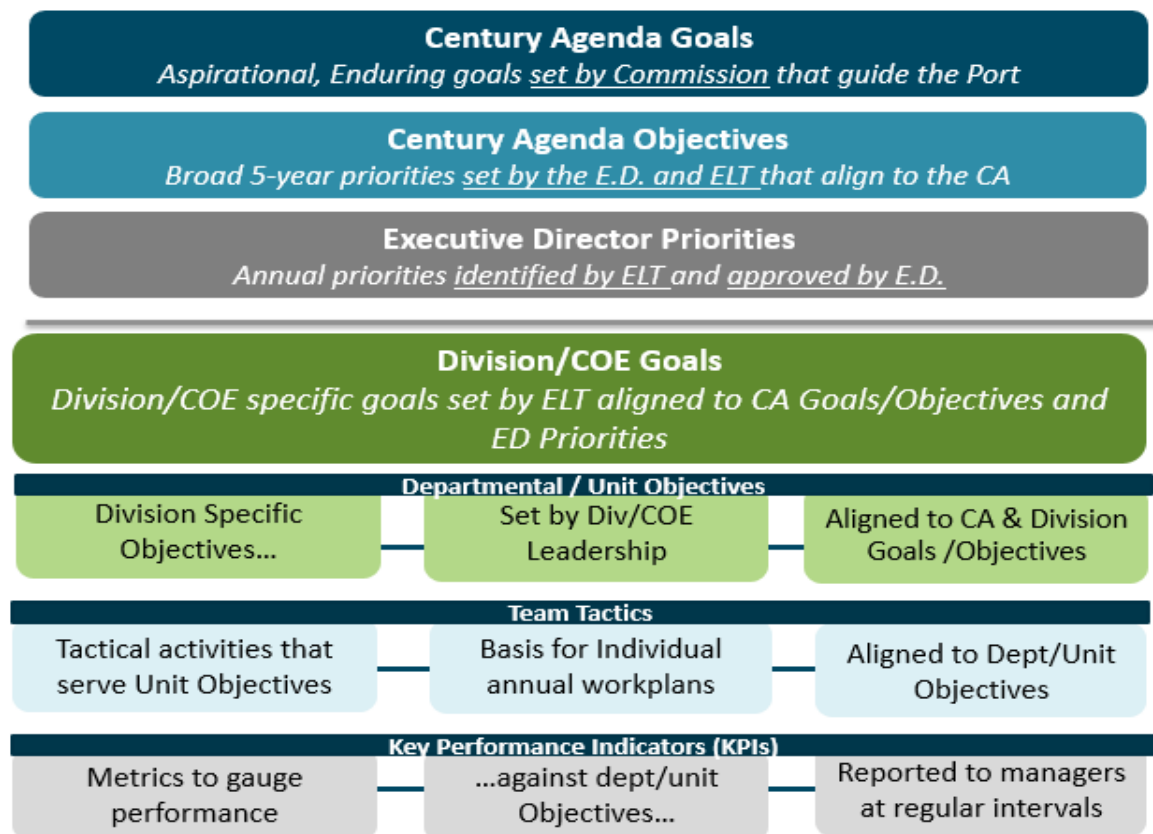 Century Agenda Goals
Aspirational, Enduring goals set by Commission that guide the Port
Century Agenda Objectives
Broad 5-year priorities set by the E.D. and ELT that align to the CA
Executive Director Priorities
Annual priorities identified by ELT and approved by E.D.
Division/COE Goals
Division/COE specific goals set by ELT aligned to CA Goals/Objectives and
ED Priorities
Departmental / Unit Objectives
Division Specific
Objectives…
Set by Div/COE
Leadership
Aligned to CA & Division
Goals /Objectives
Team Tactics
Tactical activities that
serve Unit Objectives
Basis for Individual
annual workplans
Aligned to Dept/Unit
Objectives
Key Performance Indicators (KPIs)
Metrics to gauge
performance
…against dept/unit
Objectives…
Reported to managers
at regular intervals